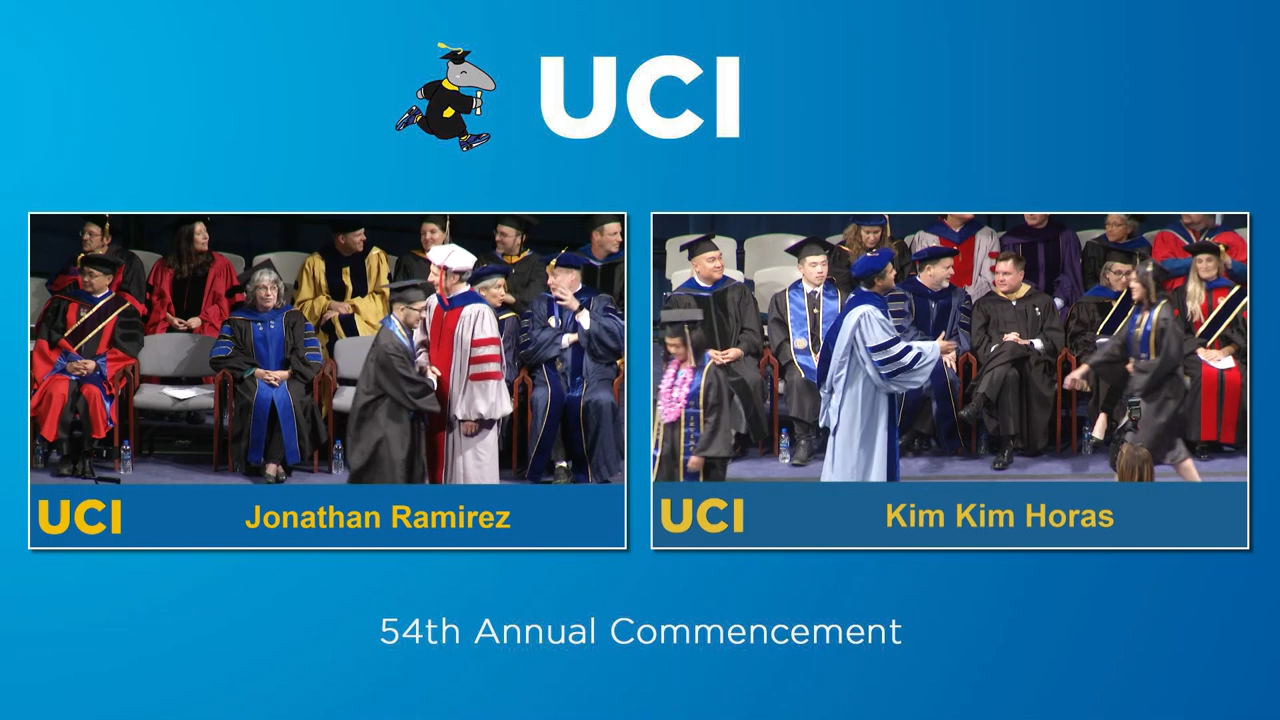 UCI
UCI
Jonathan Ramirez
UCI
Kim Kim Horas
54th Annual Commencement